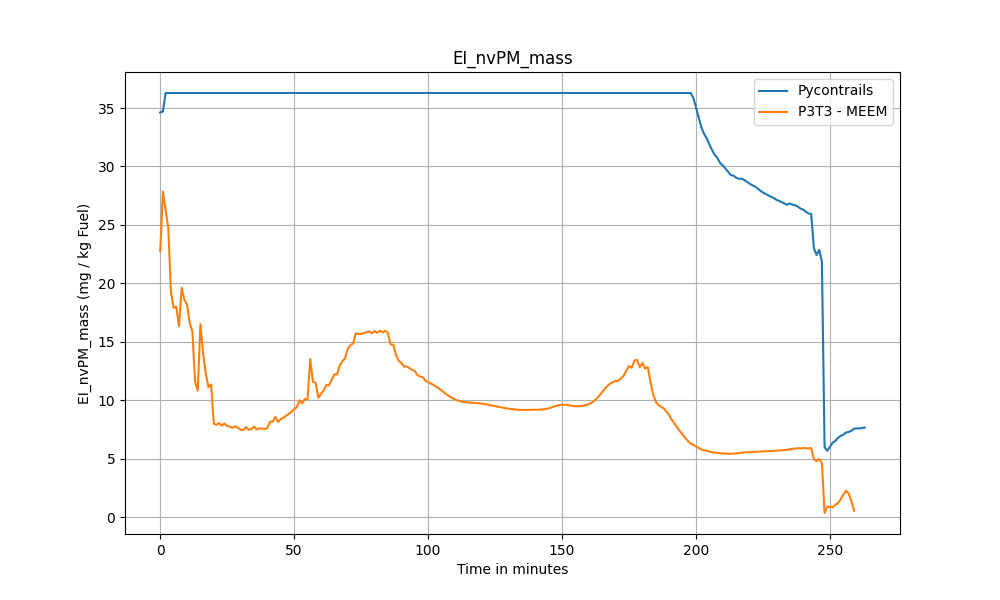 EI_nvPM_mass
Pycontrails
P3T3 - MEEM
EI_nvPM_mass (mg / kg Fuel)
35
30
25
20
15
10
5
0
0 50 100 150 200 250
Time in minutes